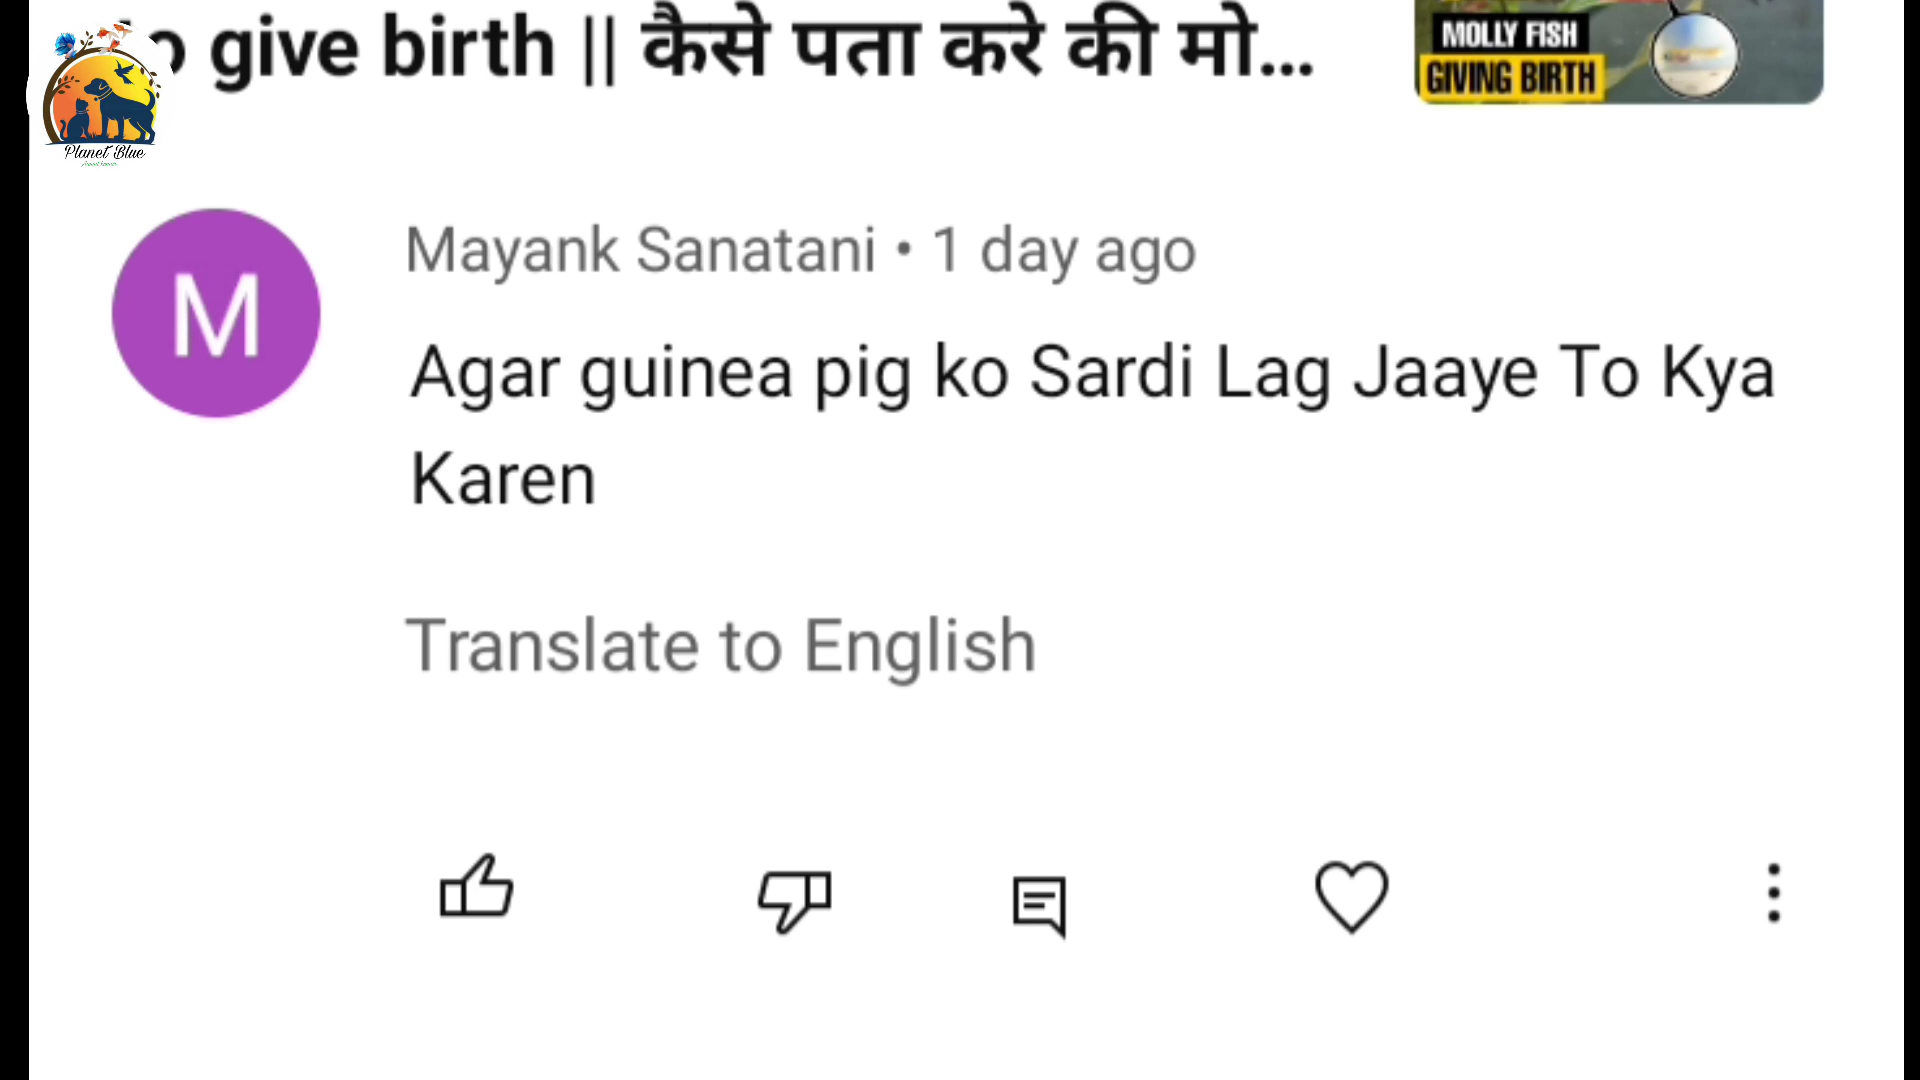 o give birth || कैसे पता करे की मो...
MOLLY FISH
GIVING BIRTH
Planet Blue
M
Mayank Sanatani • 1 day ago
Agar guinea pig ko Sardi Lag Jaaye To Kya
Karen
Translate to English